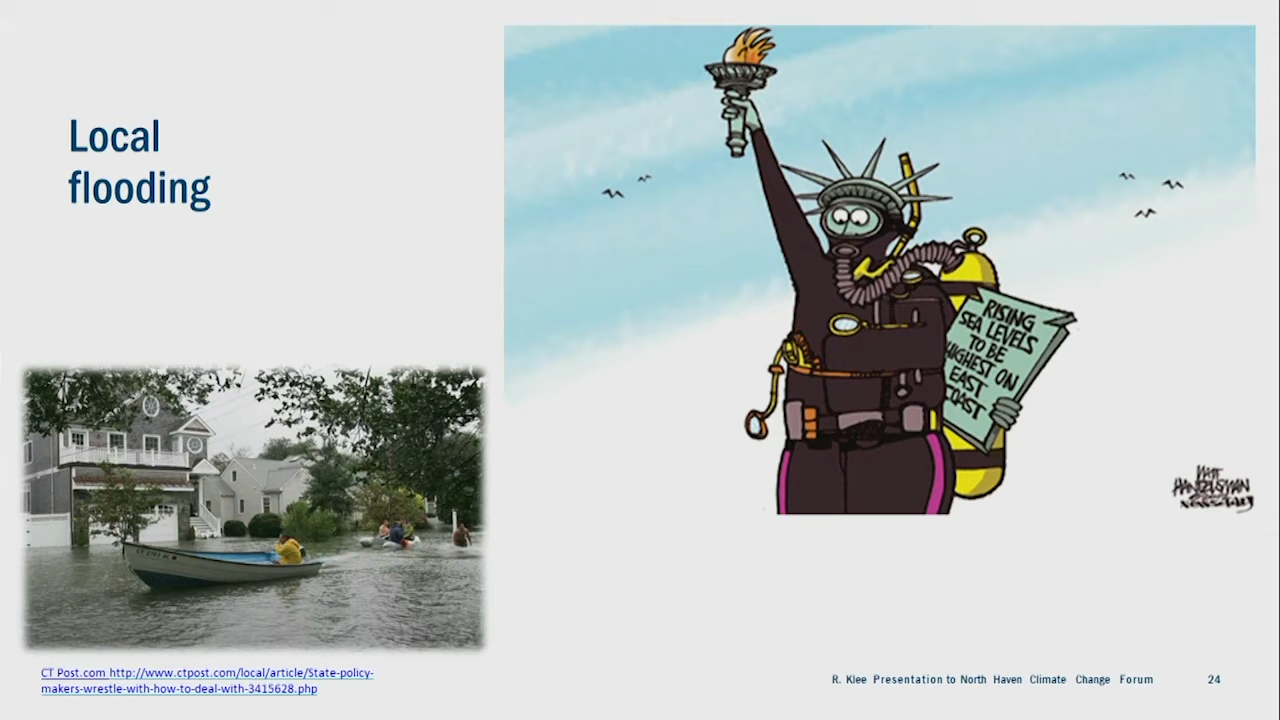 Local
flooding
RISING
SEA LEVELS
TO BE
HIGHEST ON
EAST
COAST
CT Post.com http://www.ctpost.com/local/article/State-policy-
makers-wrestle-with-how-to-deal-with-3415628.php
R. Klee Presentation to North Haven Climate Change Forum 24